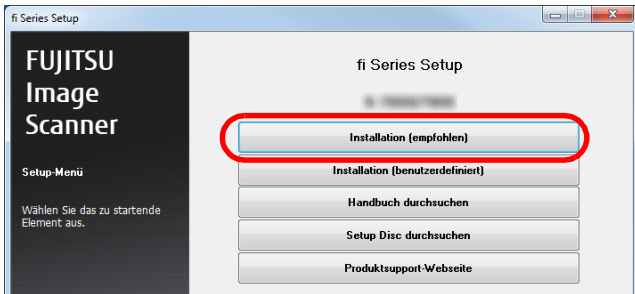 fi Series Setup
FUJITSU
Image
Scanner
Setup-Menü
Wählen Sie das zu startende
Element aus.
fi Series Setup
Installation (empfohlen)
Installation (benutzerdefiniert)
Handbuch durchsuchen
Setup Disc durchsuchen
Produktsupport-Webseite